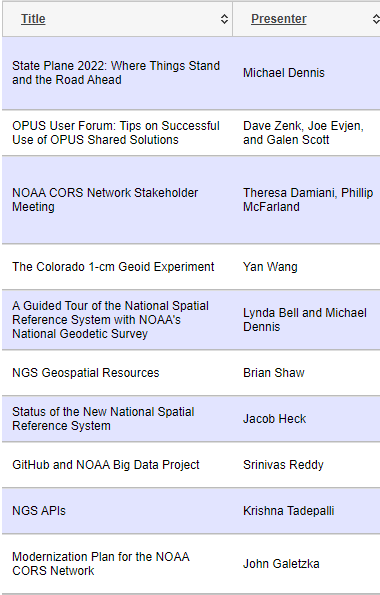 Title Presenter
State Plane 2022: Where Things Stand
and the Road Ahead
Michael Dennis
OPUS User Forum: Tips on Successful
Use of OPUS Shared Solutions
Dave Zenk, Joe Evjen,
and Galen Scott
NOAA CORS Network Stakeholder
Meeting
Theresa Damiani, Phillip
McFarland
The Colorado 1-cm Geoid Experiment
Yan Wang
A Guided Tour of the National Spatial
Reference System with NOAA's
National Geodetic Survey
Lynda Bell and Michael
Dennis
NGS Geospatial Resources
Brian Shaw
Status of the New National Spatial
Reference System
Jacob Heck
GitHub and NOAA Big Data Project
Srinivas Reddy
NGS APIs
Krishna Tadepalli
Modernization Plan for the NOAA
CORS Network
John Galetzka